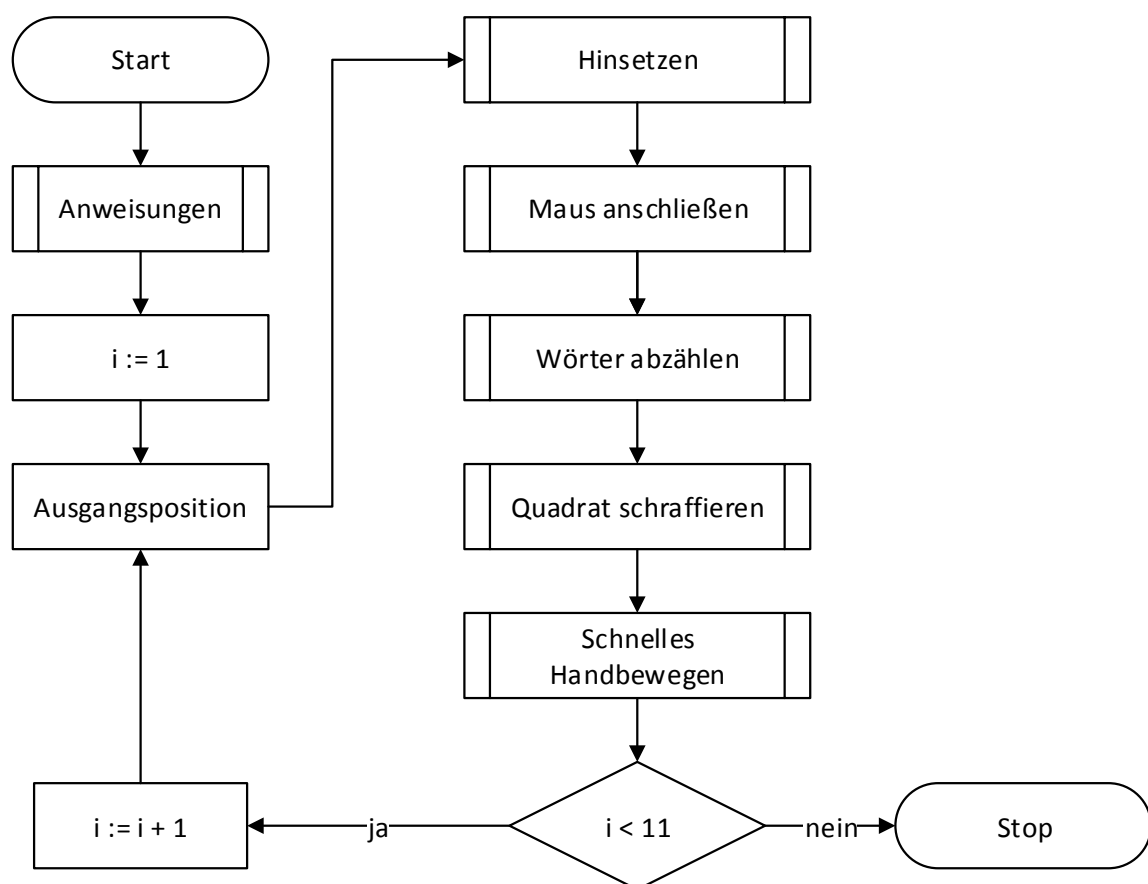 Start
Anweisungen
i := 1
Ausgangsposition
Hinsetzen
Maus anschließen
Wörter abzählen
Quadrat schraffieren
Schnelles
Handbewegen
i < 11
ja
i := i + 1
nein
Stop